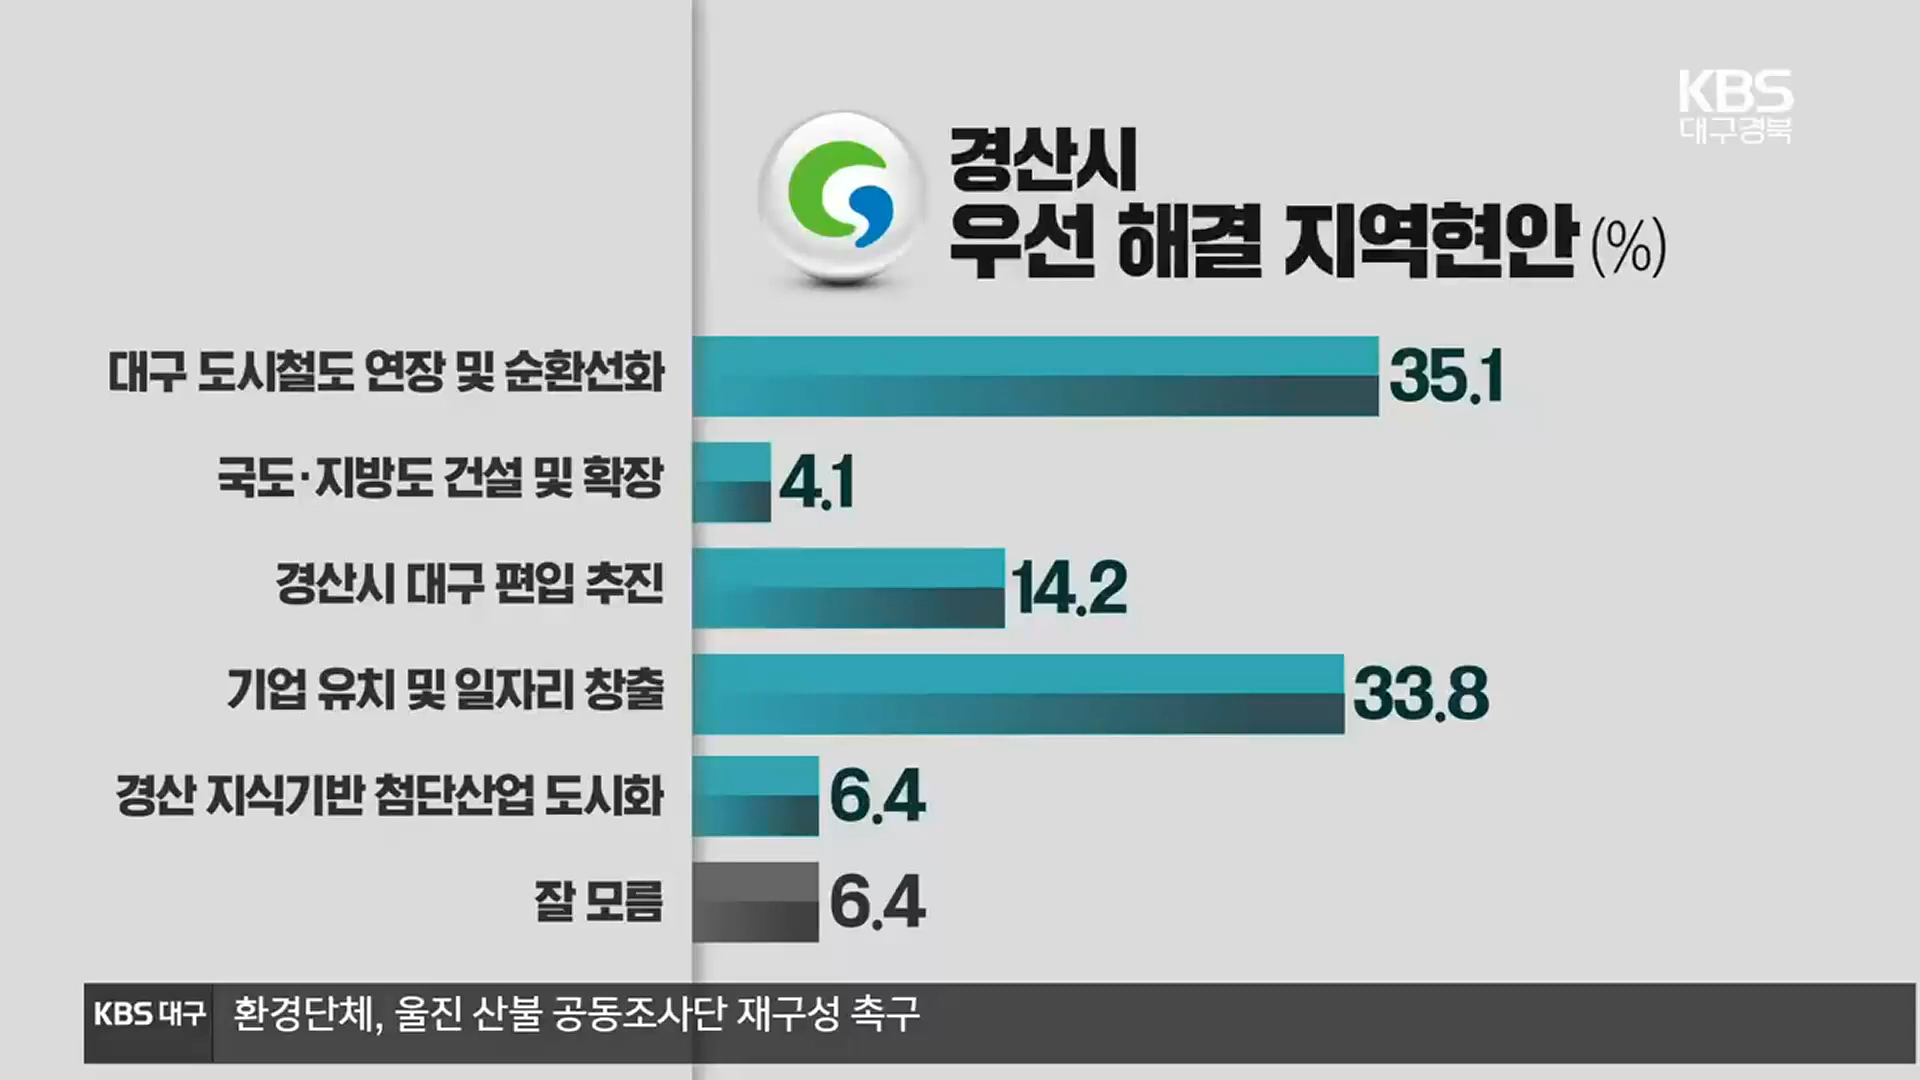 KBS
대구경북
경산시
우선 해결 지역현안 (%)
대구 도시철도 연장 및 순환선화 35.1
국도·지방도 건설 및 확장 4.1
경산시 대구 편입 추진 14.2
기업 유치 및 일자리 창출 33.8
경산 지식기반 첨단산업 도시화 6.4
잘 모름 6.4
KBS 대구 환경단체, 울진 산불 공동조사단 재구성 촉구